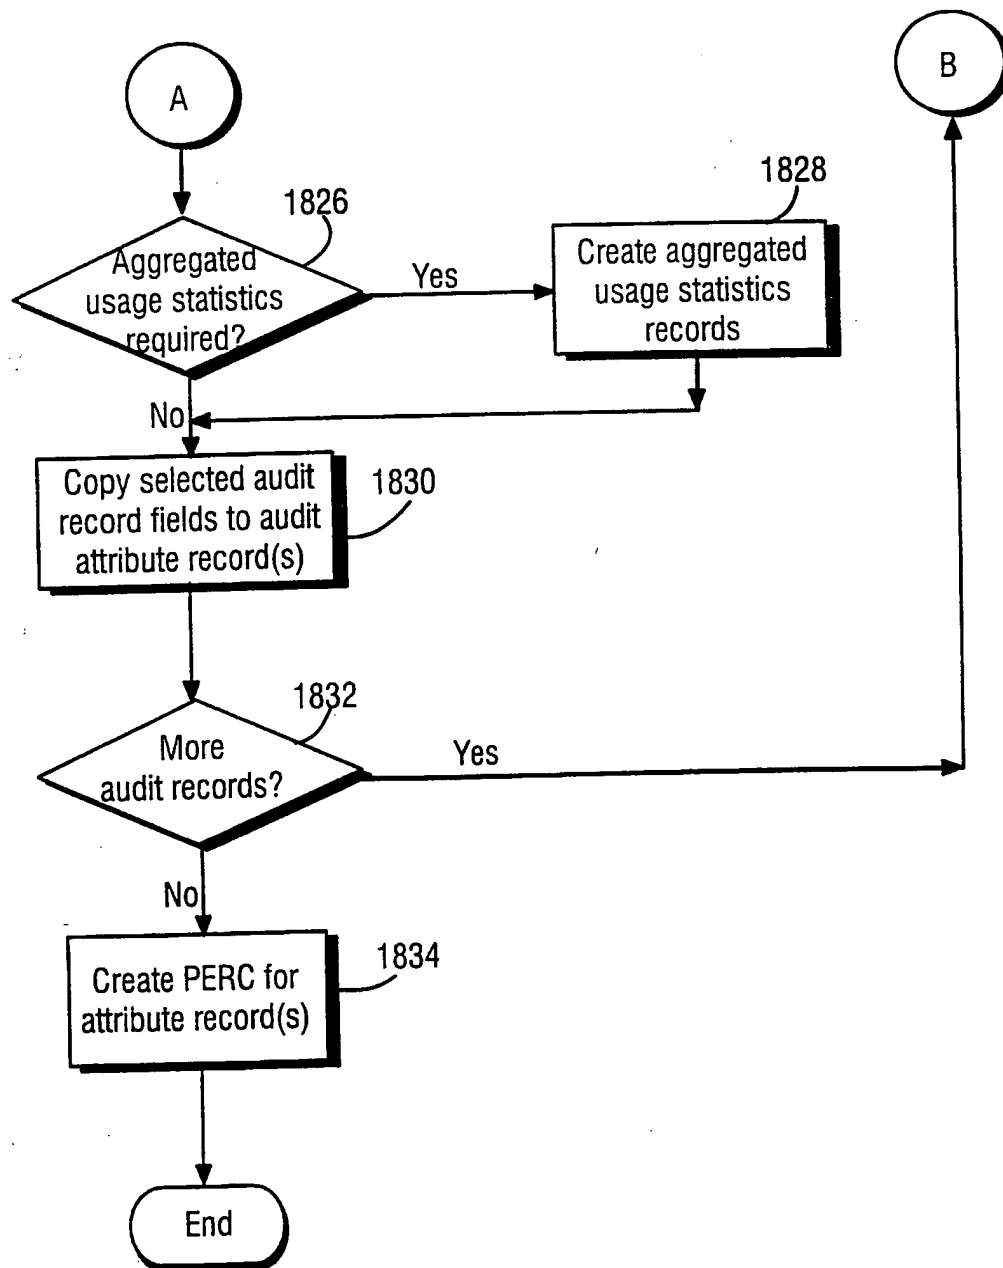 A
B
1826
1828
Aggregated
usage statistics
required?
Yes
Create aggregated
usage statistics
records
No
Copy selected audit
record fields to audit
attribute record(s)
1830
1832
More
audit records?
Yes
No
Create PERC for
attribute record(s)
1834
End